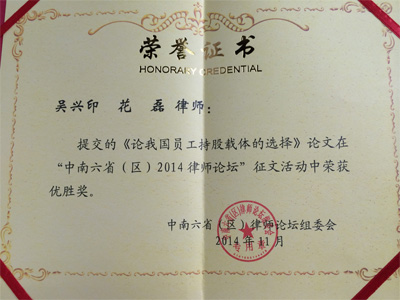 荣誉证书
HONORARY CREDENTIAL
吴兴印 花 磊 律师：
提交的《论我国员工持股载体的选择》论文在
“中南六省（区）2014律师论坛”征文活动中荣获
优胜奖。
中南六省（区）律师论坛组委会
2014年11月
专用章